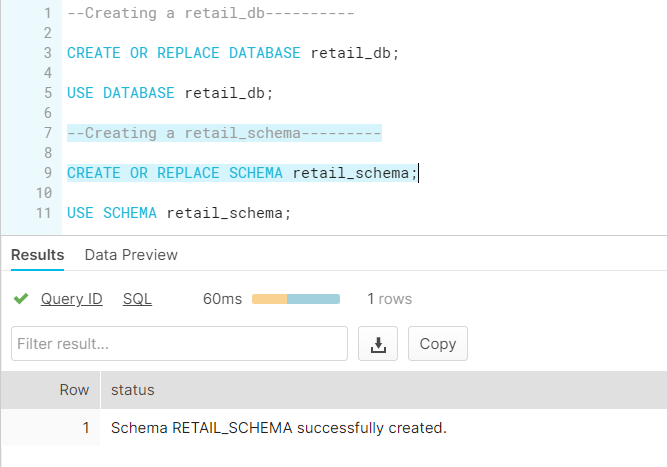 1 --Creating a retail_db----------
2
3 CREATE OR REPLACE DATABASE retail_db;
4
5 USE DATABASE retail_db;
6
7 --Creating a retail_schema---------
8
9 CREATE OR REPLACE SCHEMA retail_schema;
10
11 USE SCHEMA retail_schema;
Results Data Preview
Query ID SQL 60ms 1 rows
Filter result... Copy
Row status
1 Schema RETAIL_SCHEMA successfully created.